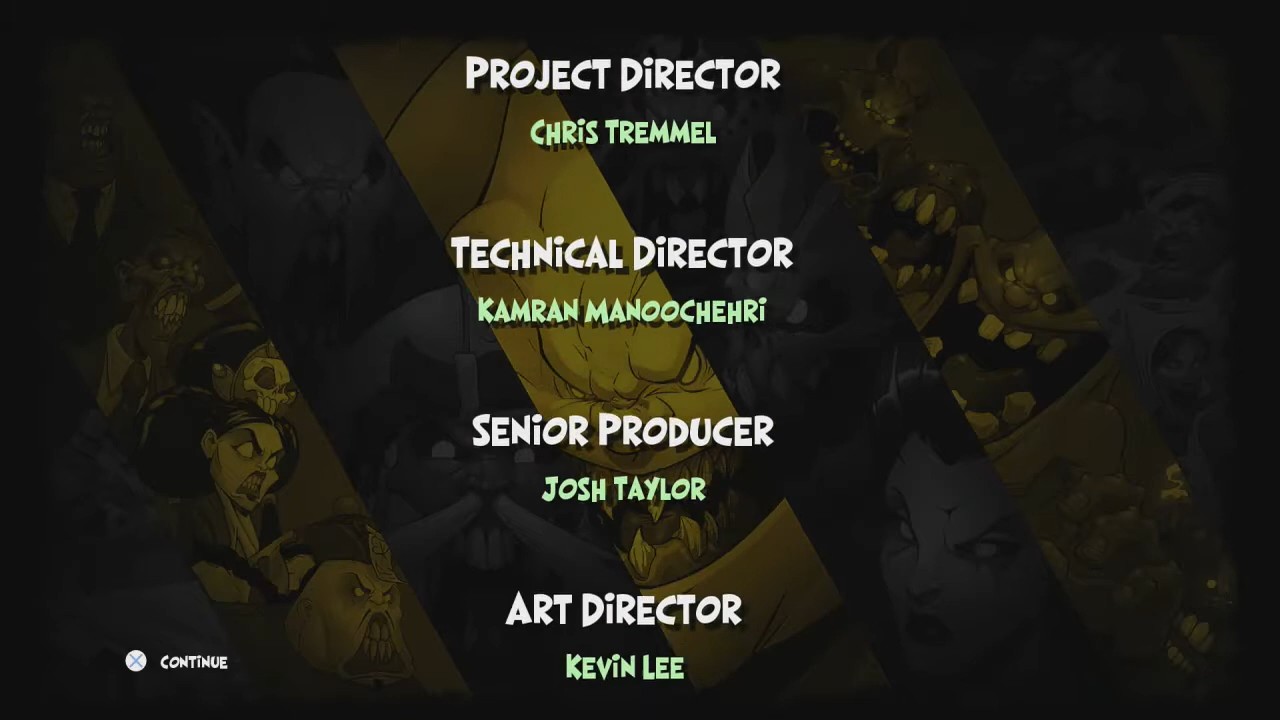 Project Director
Chris Tremmel
Technical Director
Kamran Manoochehri
Senior Producer
Josh Taylor
Art Director
Kevin Lee
Continue